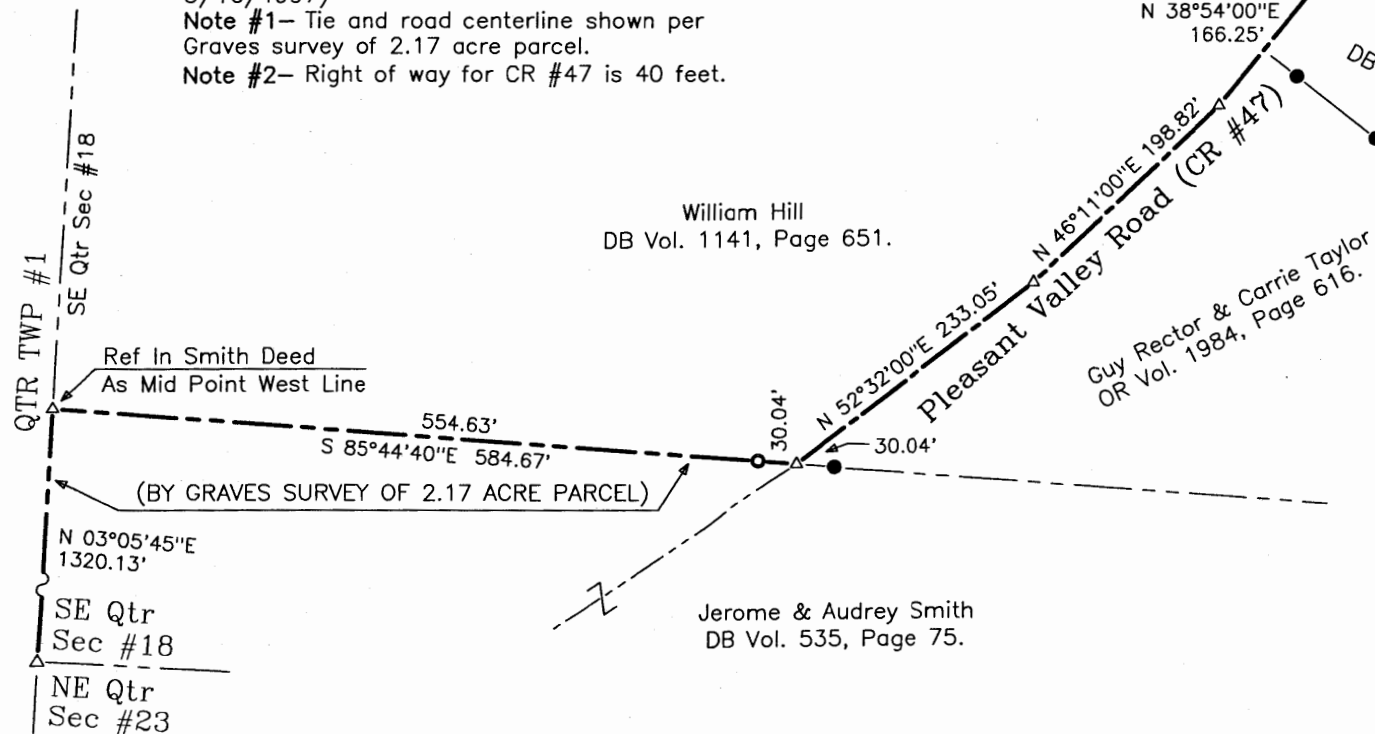 Note #1– Tie and road centerline shown per
Graves survey of 2.17 acre parcel.
Note #2– Right of way for CR #47 is 40 feet.
N 38°54'00"E
166.25'
DB
N 46°11'00"E 198.82'
Pleasant Valley Road (CR #47)
SE Qtr Sec #18
QTR TWP #1
William Hill
DB Vol. 1141, Page 651.
Guy Rector & Carrie Taylor
OR Vol. 1984, Page 616.
N 52°32'00"E 233.05'
Ref In Smith Deed
As Mid Point West Line
554.63'
S 85°44'40"E 584.67'
30.04'
30.04'
(BY GRAVES SURVEY OF 2.17 ACRE PARCEL)
N 03°05'45"E
1320.13'
SE Qtr
Sec #18
NE Qtr
Sec #23
Jerome & Audrey Smith
DB Vol. 535, Page 75.